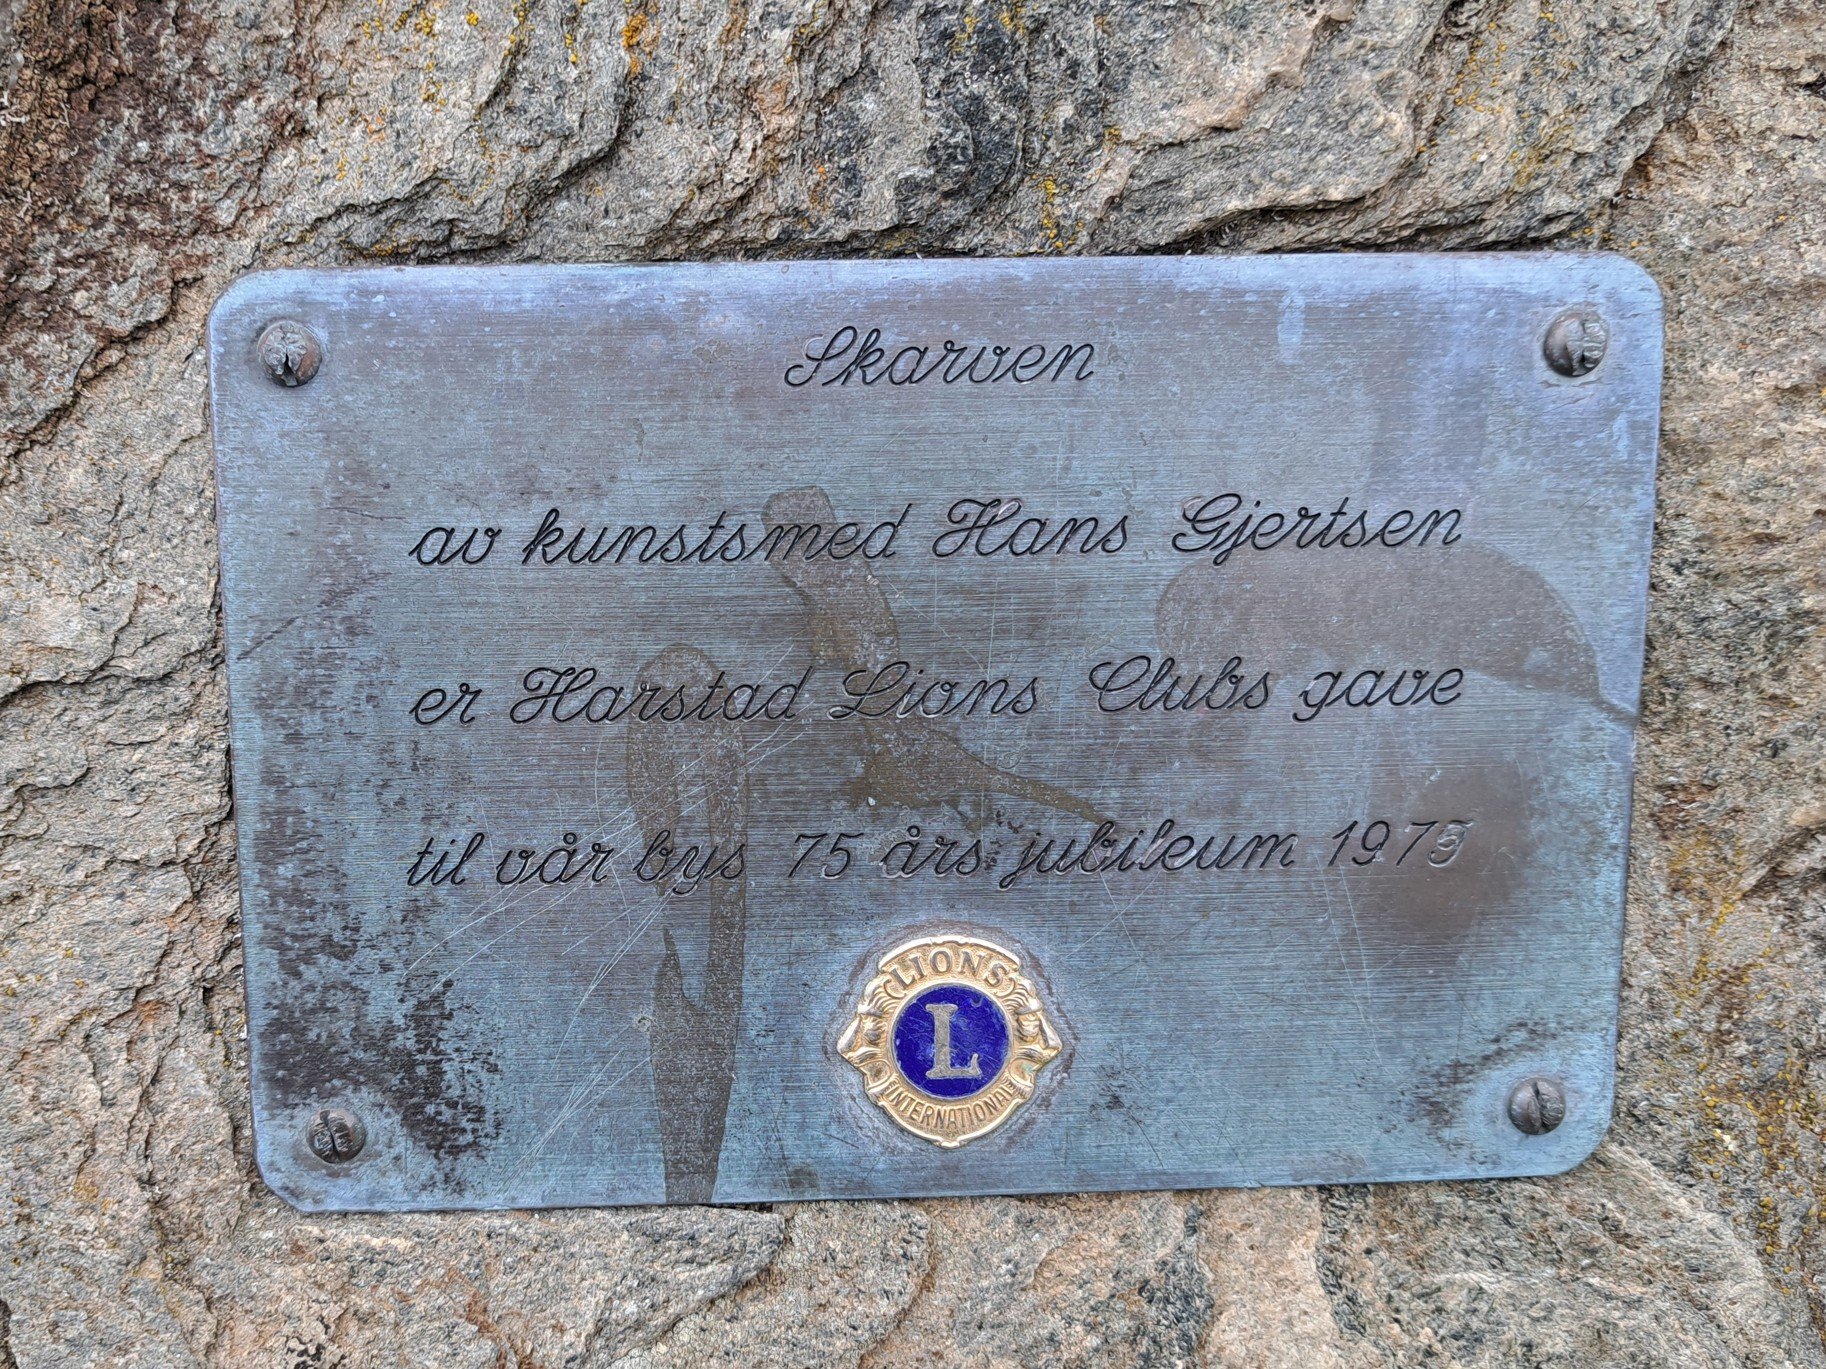 Skarven
av kunstsmed Hans Gjertsen
er Harstad Lions Clubs gave
til vår bys 75 års jubileum 1979
LIONS
L
INTERNATIONAL